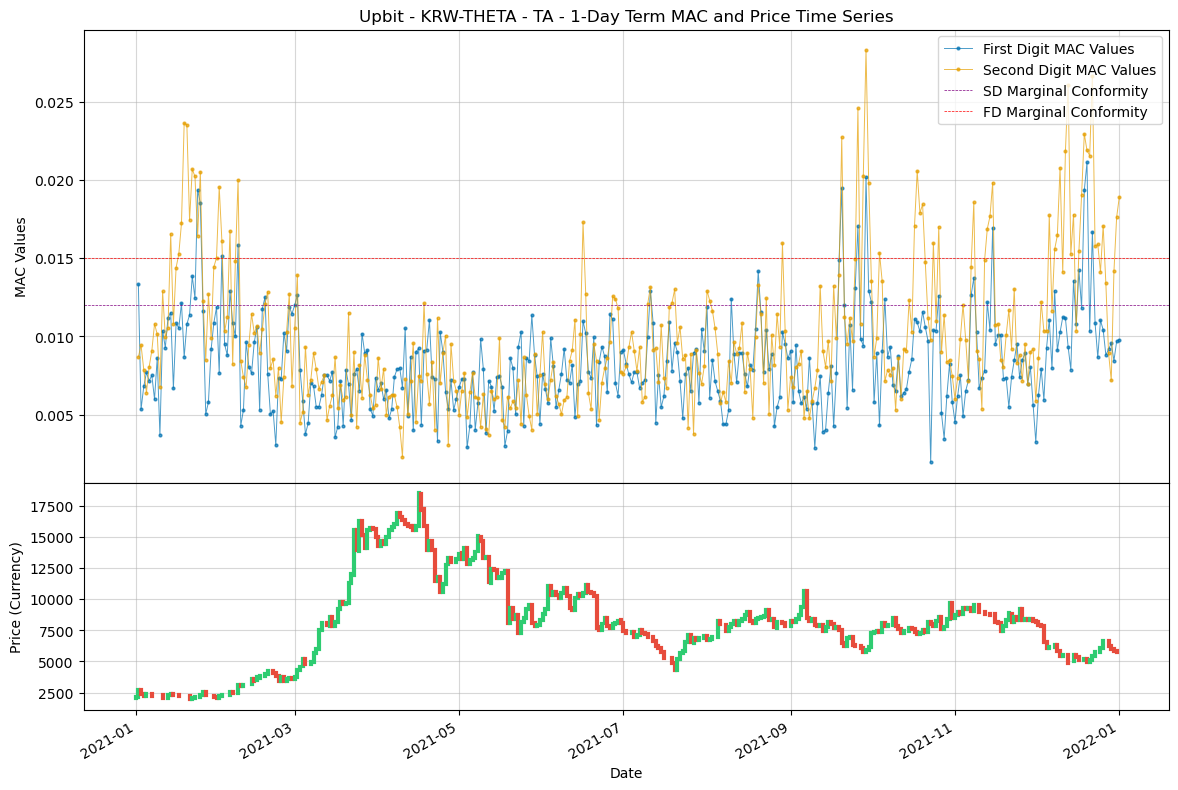 Upbit - KRW-THETA - TA - 1-Day Term MAC and Price Time Series
First Digit MAC Values
Second Digit MAC Values
SD Marginal Conformity
FD Marginal Conformity
MAC Values
0.025
0.020
0.015
0.010
0.005
Price (Currency)
17500
15000
12500
10000
7500
5000
2500
2021-01
2021-03
2021-05
2021-07
2021-09
2021-11
2022-01
Date